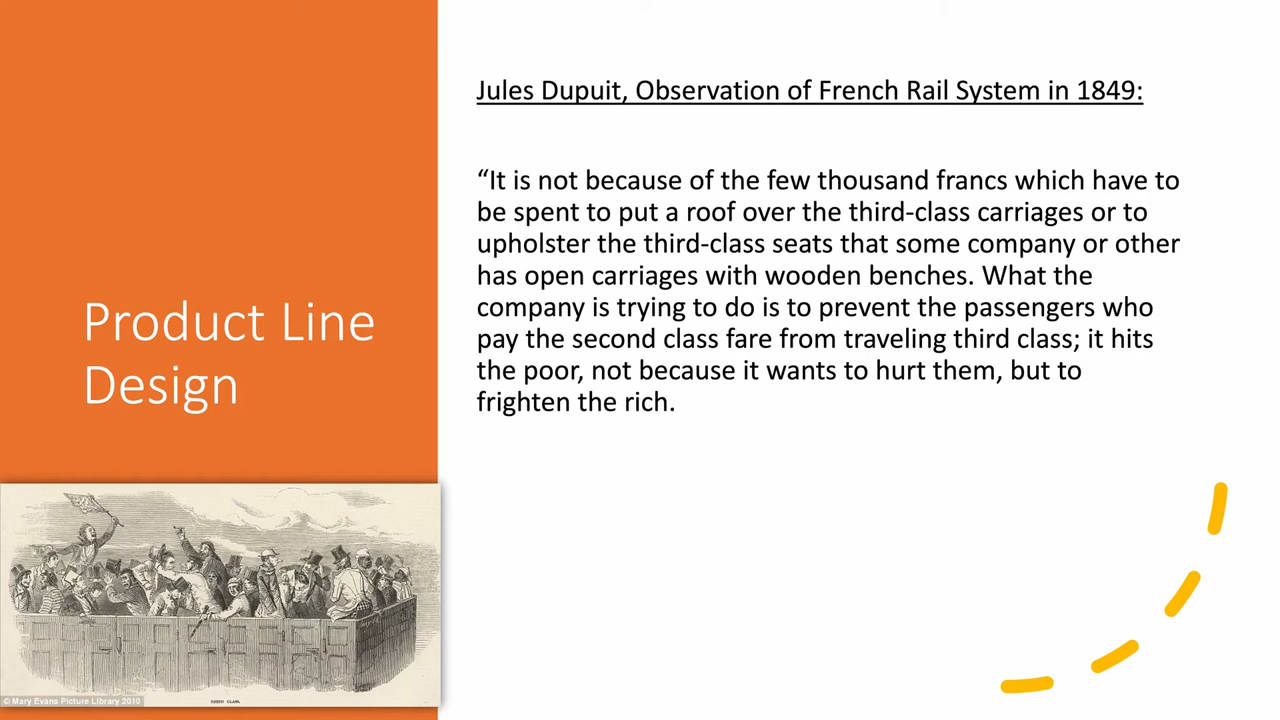 Product Line
Design
Jules Dupuit, Observation of French Rail System in 1849:
“It is not because of the few thousand francs which have to
be spent to put a roof over the third-class carriages or to
upholster the third-class seats that some company or other
has open carriages with wooden benches. What the
company is trying to do is to prevent the passengers who
pay the second class fare from traveling third class; it hits
the poor, not because it wants to hurt them, but to
frighten the rich.
© Mary Evans Picture Library 2010
THIRD CLASS.